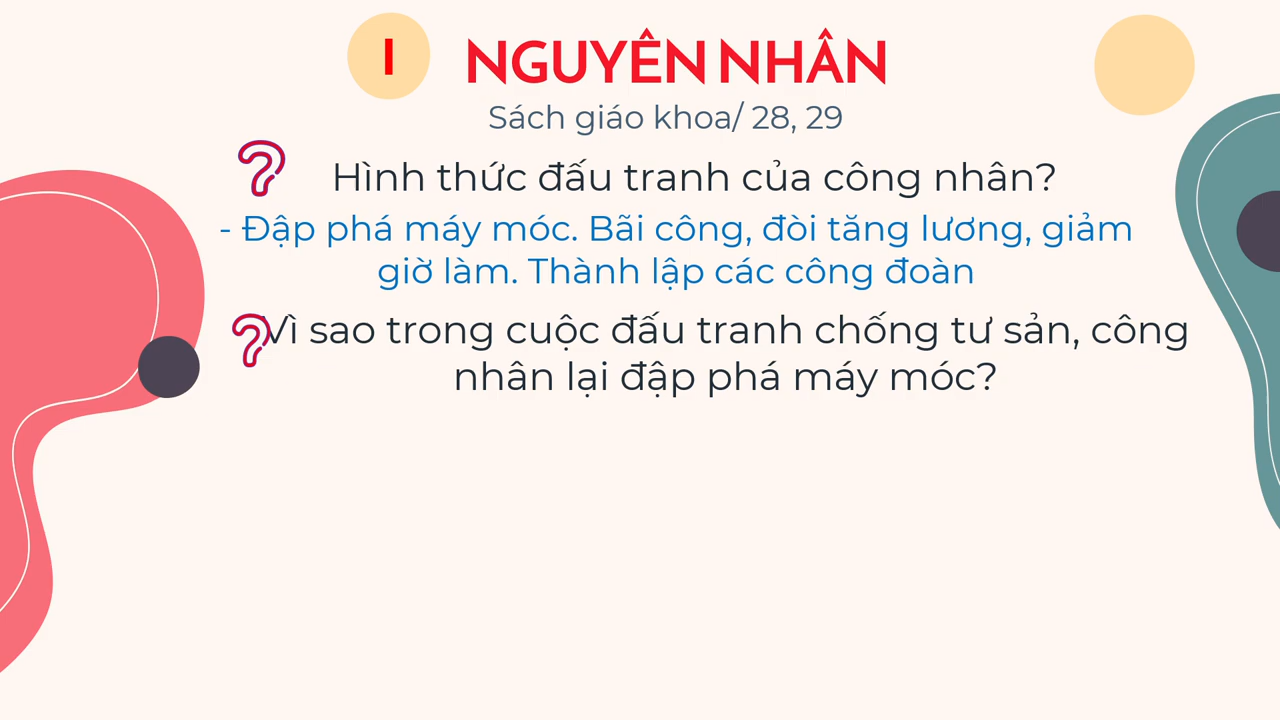 I NGUYÊN NHÂN
Sách giáo khoa/ 28, 29
Hình thức đấu tranh của công nhân?
- Đập phá máy móc. Bãi công, đòi tăng lương, giảm
giờ làm. Thành lập các công đoàn
Vì sao trong cuộc đấu tranh chống tư sản, công
nhân lại đập phá máy móc?